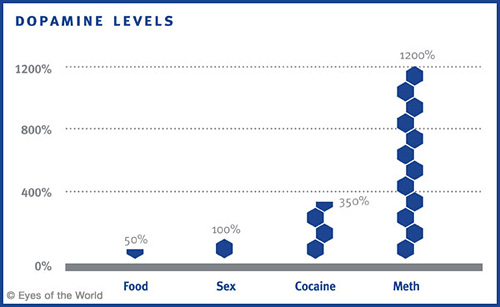 DOPAMINE LEVELS
1200%
1200%
800%
400%
350%
100%
50%
0%
Food Sex Cocaine Meth
© Eyes of the World